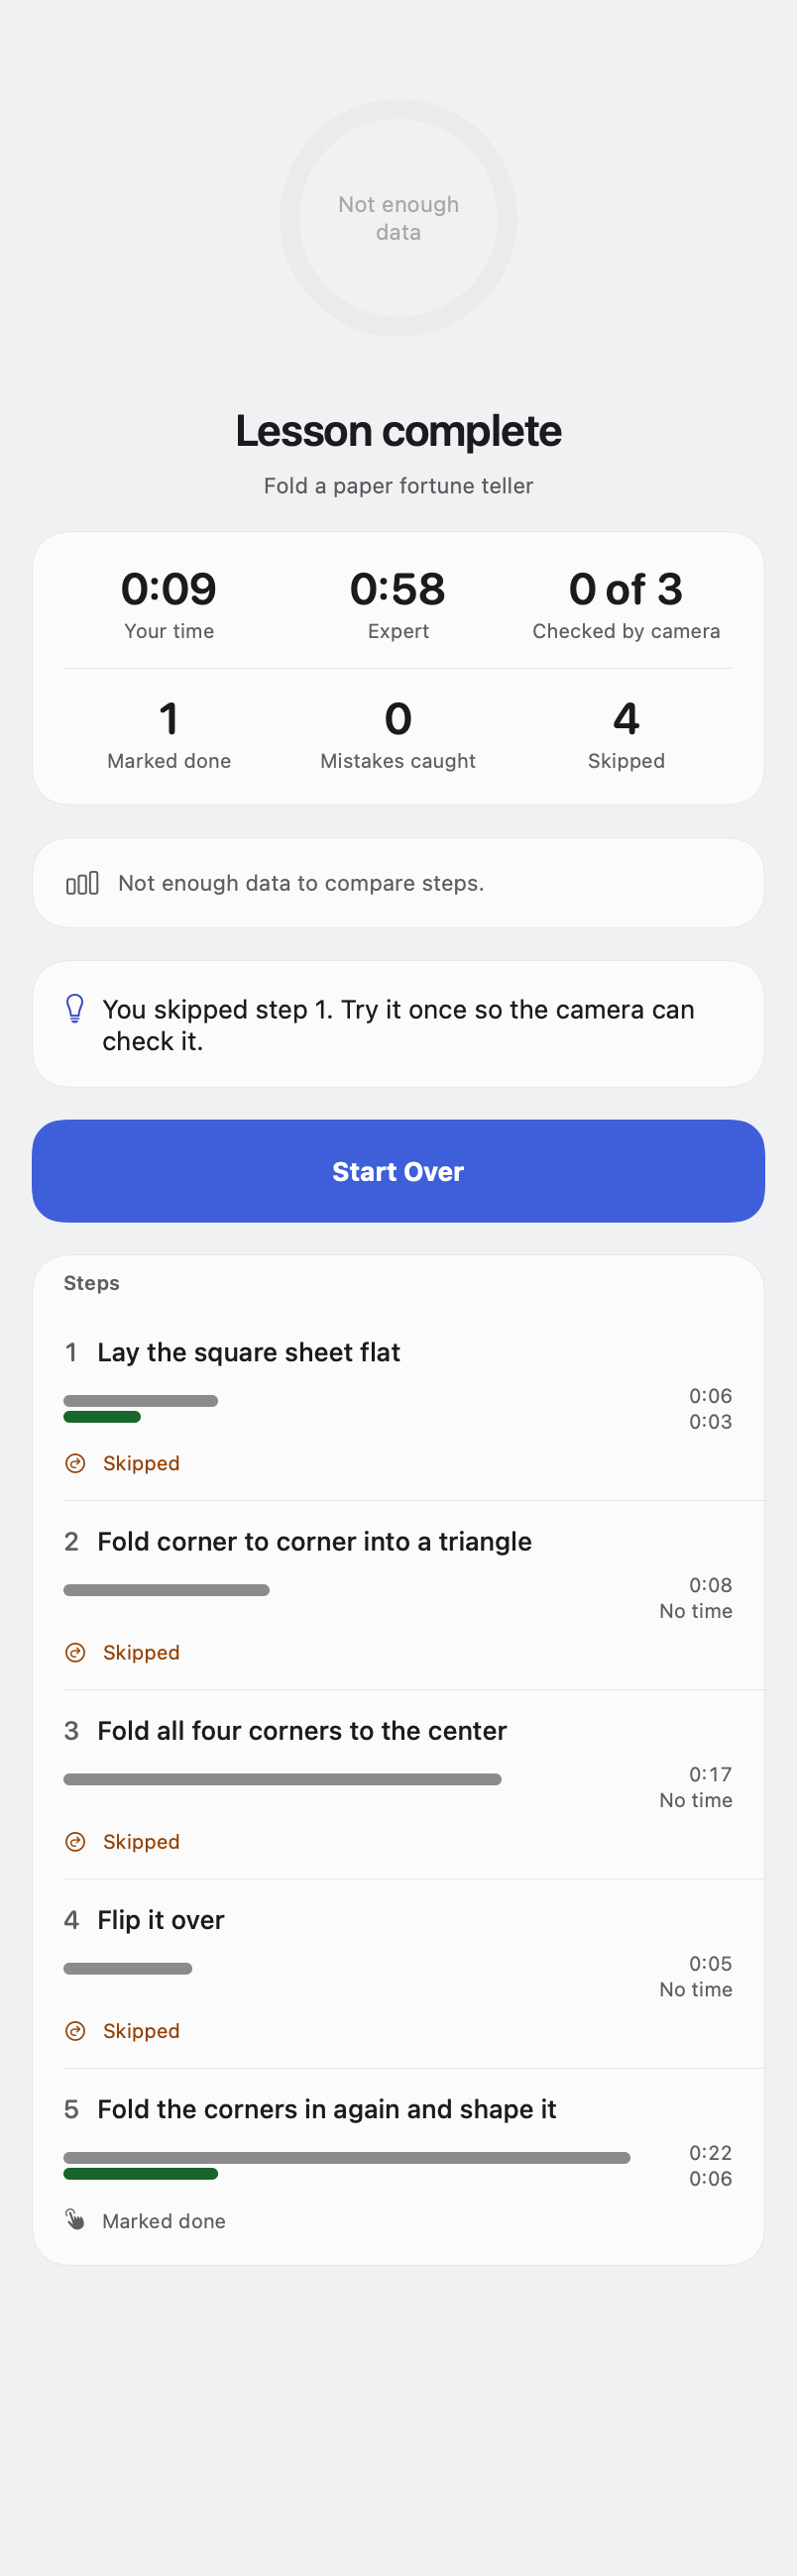 Not enough
data
Lesson complete
Fold a paper fortune teller
0:09
Your time
0:58
Expert
0 of 3
Checked by camera
1
Marked done
0
Mistakes caught
4
Skipped
Not enough data to compare steps.
You skipped step 1. Try it once so the camera can
check it.
Start Over
Steps
1 Lay the square sheet flat
0:06
0:03
Skipped
2 Fold corner to corner into a triangle
0:08
No time
Skipped
3 Fold all four corners to the center
0:17
No time
Skipped
4 Flip it over
0:05
No time
Skipped
5 Fold the corners in again and shape it
0:22
0:06
Marked done